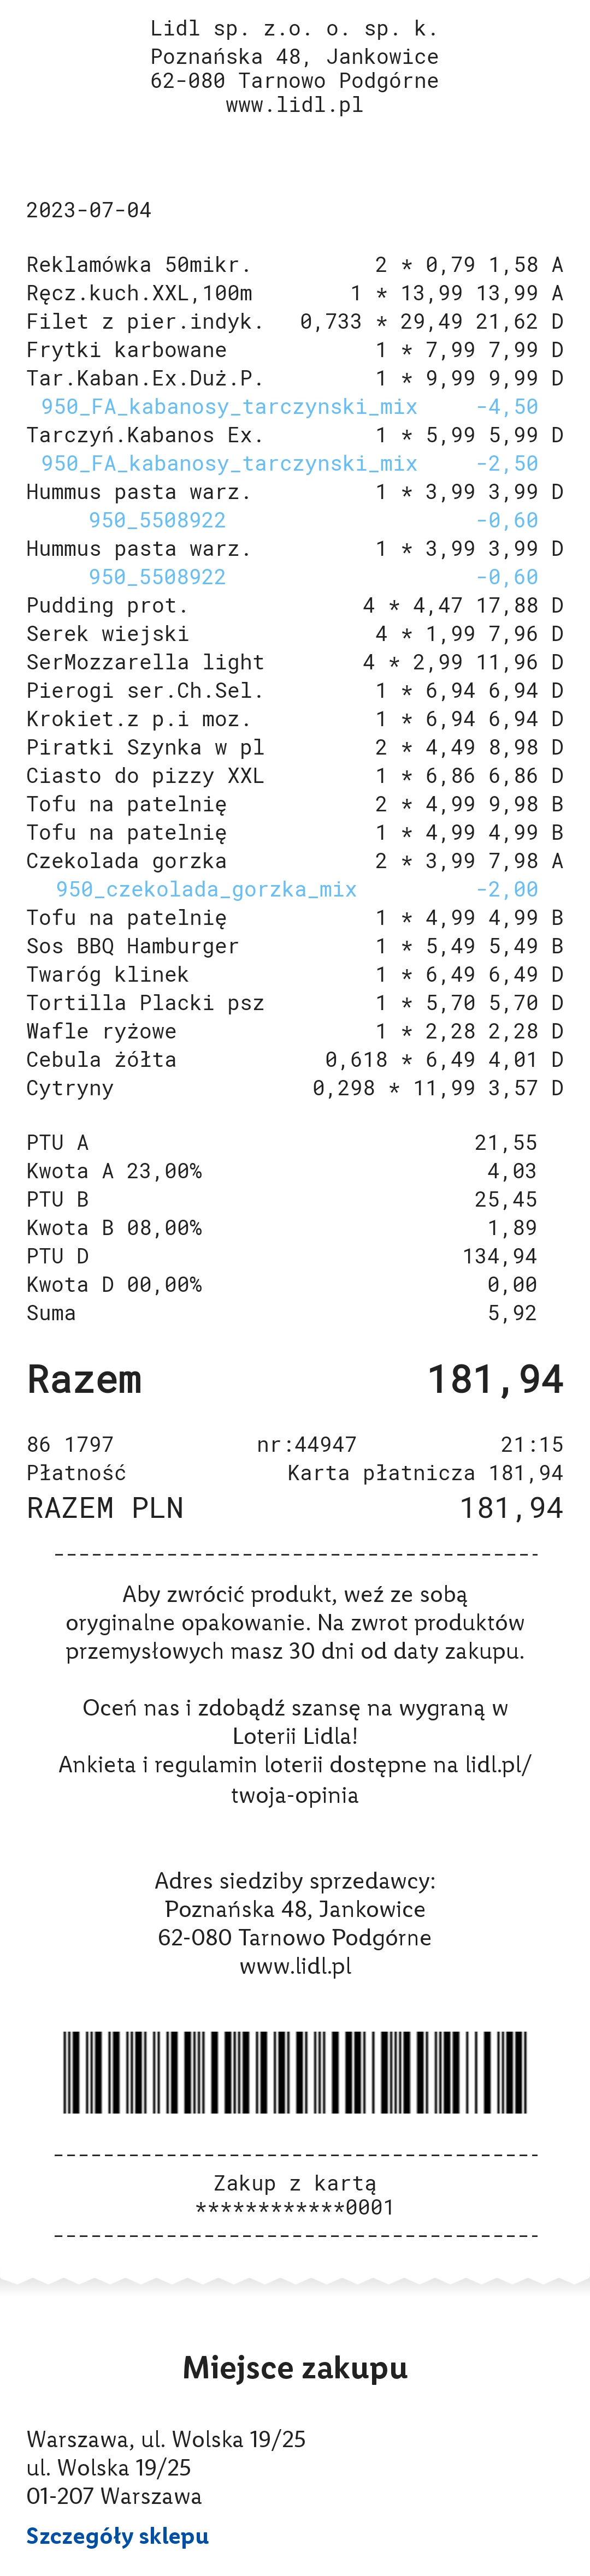 Lidl sp. z.o. o. sp. k.
Poznańska 48, Jankowice
62-080 Tarnowo Podgórne
www.lidl.pl
2023-07-04
Reklamówka 50mikr. 2 * 0,79 1,58 A
Ręcz.kuch.XXL,100m 1 * 13,99 13,99 A
Filet z pier.indyk. 0,733 * 29,49 21,62 D
Frytki karbowane 1 * 7,99 7,99 D
Tar.Kaban.Ex.Duż.P. 1 * 9,99 9,99 D
950_FA_kabanosy_tarczynski_mix -4,50
Tarczyń.Kabanos Ex. 1 * 5,99 5,99 D
950_FA_kabanosy_tarczynski_mix -2,50
Hummus pasta warz. 1 * 3,99 3,99 D
950_5508922 -0,60
Hummus pasta warz. 1 * 3,99 3,99 D
950_5508922 -0,60
Pudding prot. 4 * 4,47 17,88 D
Serek wiejski 4 * 1,99 7,96 D
SerMozzarella light 4 * 2,99 11,96 D
Pierogi ser.Ch.Sel. 1 * 6,94 6,94 D
Krokiet.z p.i moz. 1 * 6,94 6,94 D
Piratki Szynka w pl 2 * 4,49 8,98 D
Ciasto do pizzy XXL 1 * 6,86 6,86 D
Tofu na patelnię 2 * 4,99 9,98 B
Tofu na patelnię 1 * 4,99 4,99 B
Czekolada gorzka 2 * 3,99 7,98 A
950_czekolada_gorzka_mix -2,00
Tofu na patelnię 1 * 4,99 4,99 B
Sos BBQ Hamburger 1 * 5,49 5,49 B
Twaróg klinek 1 * 6,49 6,49 D
Tortilla Placki psz 1 * 5,70 5,70 D
Wafle ryżowe 1 * 2,28 2,28 D
Cebula żółta 0,618 * 6,49 4,01 D
Cytryny 0,298 * 11,99 3,57 D
PTU A 21,55
Kwota A 23,00% 4,03
PTU B 25,45
Kwota B 08,00% 1,89
PTU D 134,94
Kwota D 00,00% 0,00
Suma 5,92
Razem 181,94
86 1797 nr:44947 21:15
Płatność Karta płatnicza 181,94
RAZEM PLN 181,94
Aby zwrócić produkt, weź ze sobą
oryginalne opakowanie. Na zwrot produktów
przemysłowych masz 30 dni od daty zakupu.
Oceń nas i zdobądź szansę na wygraną w
Loterii Lidla!
Ankieta i regulamin loterii dostępne na lidl.pl/
twoja-opinia
Adres siedziby sprzedawcy:
Poznańska 48, Jankowice
62-080 Tarnowo Podgórne
www.lidl.pl
Zakup z kartą
************0001
Miejsce zakupu
Warszawa, ul. Wolska 19/25
ul. Wolska 19/25
01-207 Warszawa
Szczegóły sklepu